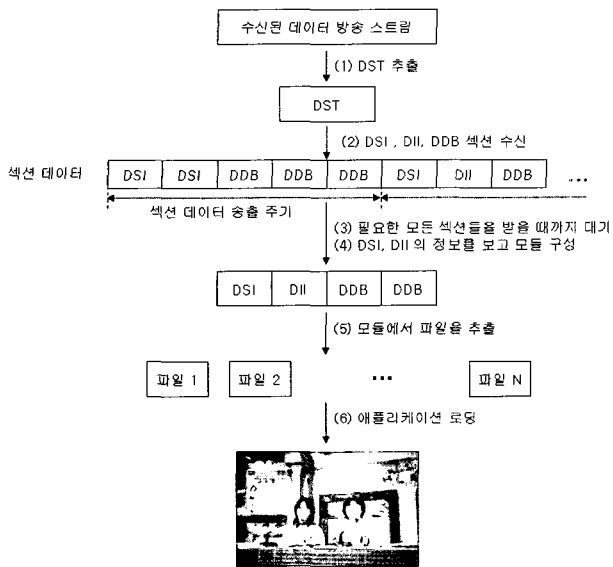 수신된 데이터 방송 스트림
(1) DST 추출
DST
(2) DSI , DII, DDB 섹션 수신
섹션 데이터 DSI DSI DDB DDB DDB DSI DII DDB ...
섹션 데이터 송출 주기
(3) 필요한 모든 섹션들을 받을 때까지 대기
(4) DSI, DII 의 정보를 보고 모듈 구성
DSI DII DDB DDB
(5) 모듈에서 파일을 추출
파일 1 파일 2 ... 파일 N
(6) 애플리케이션 로딩